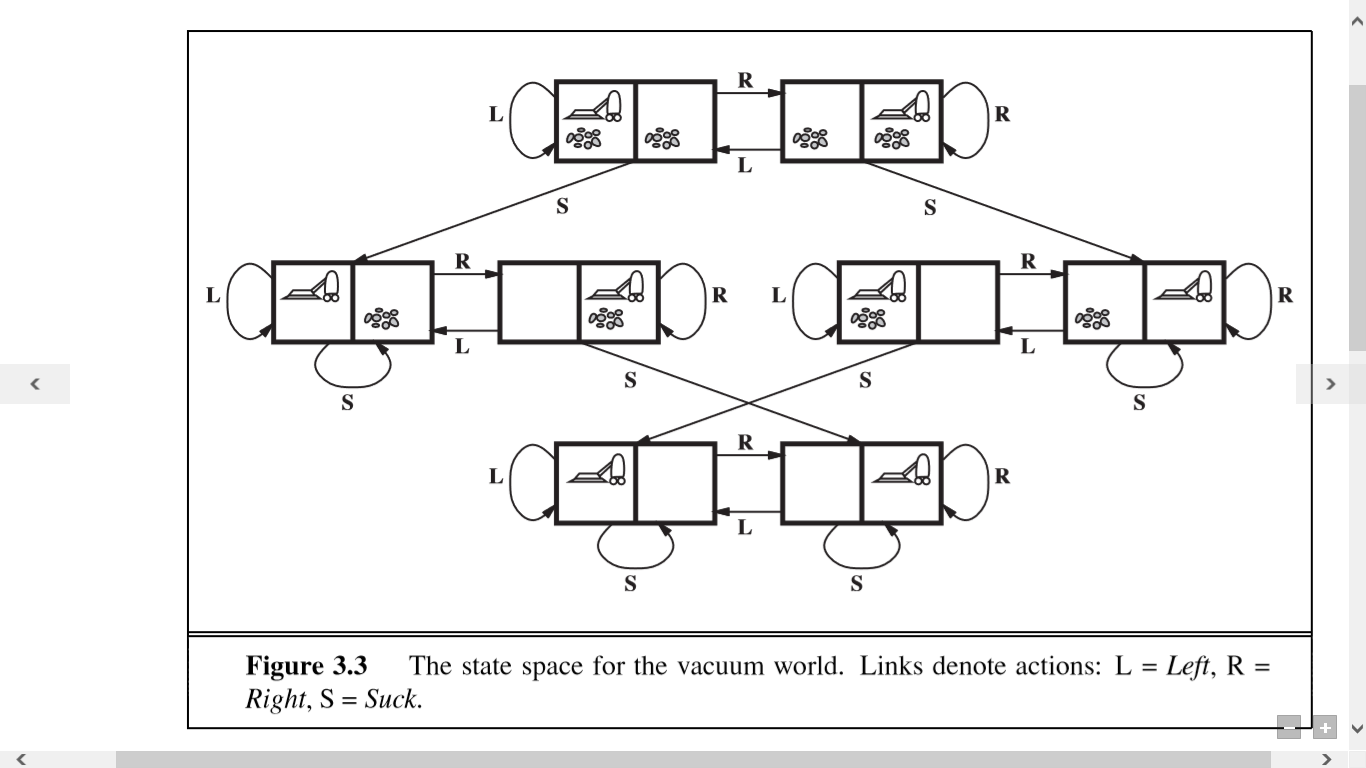 R
L
R
L
S
S
R
R
L
R
L
R
L
L
S
S
S
S
R
L
R
L
S
S
Figure 3.3 The state space for the vacuum world. Links denote actions: L = Left, R =
Right, S = Suck.